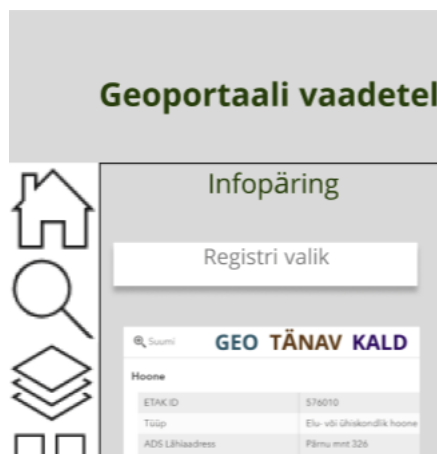 Geoportaali vaadetel
Infopäring
Registri valik
Suumi GEO TÄNAV KALD
Hoone
ETAK ID 576010
Tüüp Elu- või ühiskondlik hoone
ADS Lähiaadress Pärnu mnt 326